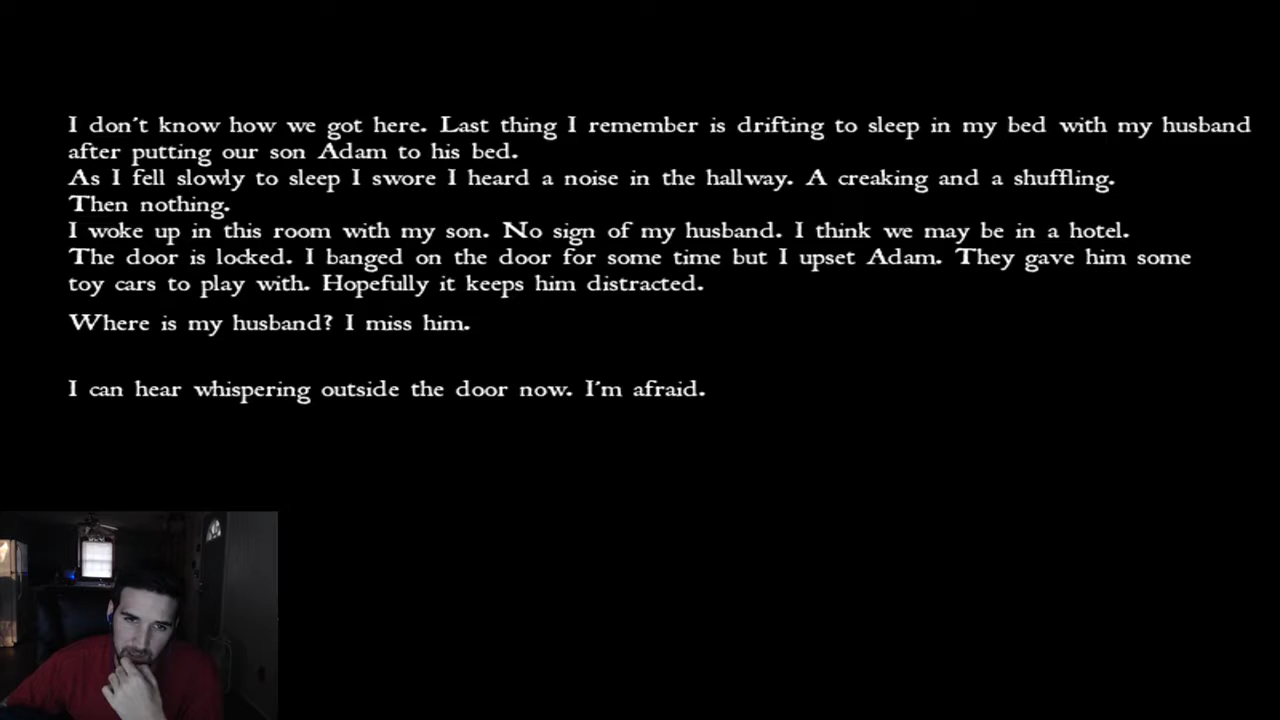 I don't know how we got here. Last thing I remember is drifting to sleep in my bed with my husband
after putting our son Adam to his bed.
As I fell slowly to sleep I swore I heard a noise in the hallway. A creaking and a shuffling.
Then nothing.
I woke up in this room with my son. No sign of my husband. I think we may be in a hotel.
The door is locked. I banged on the door for some time but I upset Adam. They gave him some
toy cars to play with. Hopefully it keeps him distracted.
Where is my husband? I miss him.
I can hear whispering outside the door now. I'm afraid.